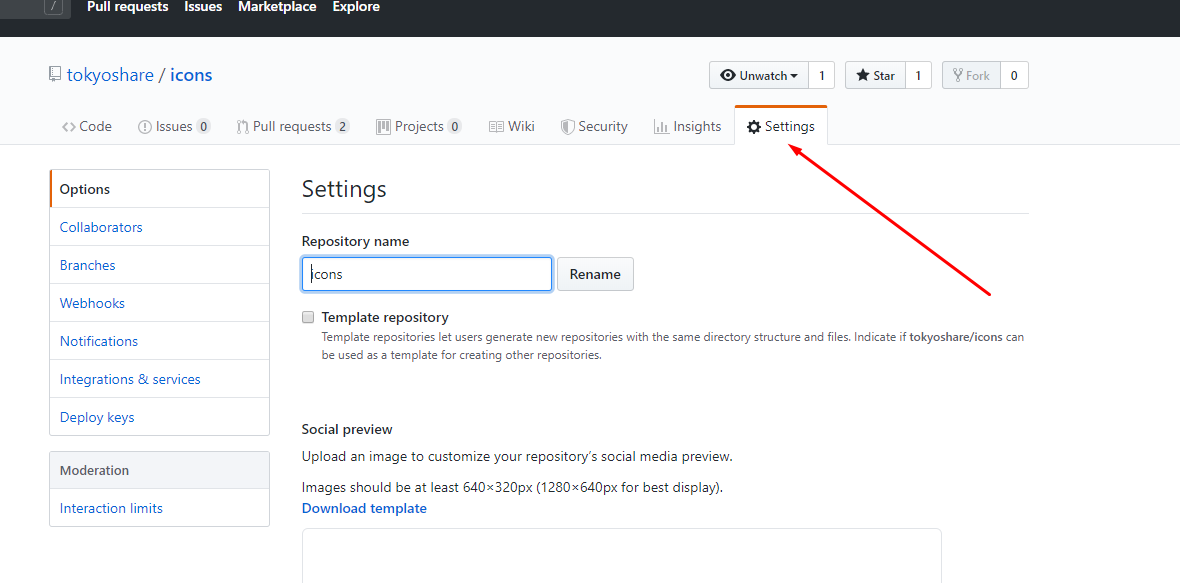 / Pull requests Issues Marketplace Explore
tokyoshare / icons Unwatch 1 Star 1 Fork 0
Code Issues 0 Pull requests 2 Projects 0 Wiki Security Insights Settings
Options
Collaborators
Branches
Webhooks
Notifications
Integrations & services
Deploy keys
Moderation
Interaction limits
Settings
Repository name
icons Rename
Template repository
Template repositories let users generate new repositories with the same directory structure and files. Indicate if tokyoshare/icons can
be used as a template for creating other repositories.
Social preview
Upload an image to customize your repository’s social media preview.
Images should be at least 640×320px (1280×640px for best display).
Download template